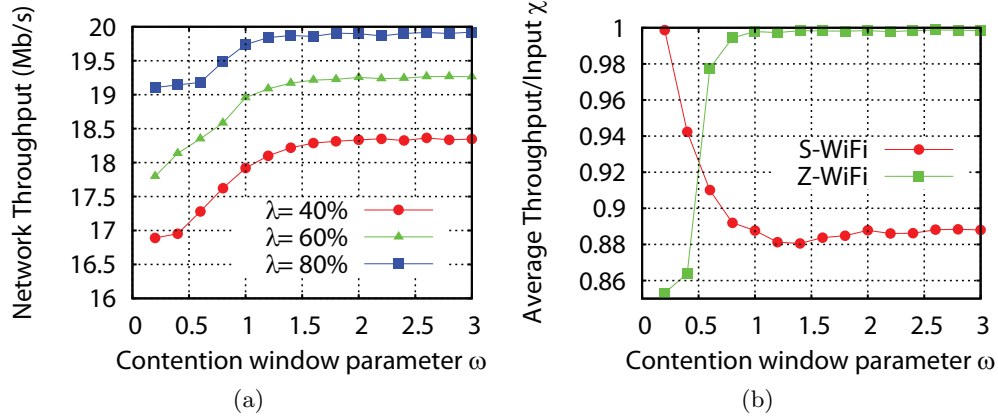 Network Throughput (Mb/s)
20
19.5
19
18.5
18
17.5
17
16.5
16
λ= 40%
λ= 60%
λ= 80%
0 0.5 1 1.5 2 2.5 3
Contention window parameter ω
(a)
Average Throughput/Input χ
1
0.98
0.96
0.94
0.92
0.9
0.88
0.86
S-WiFi
Z-WiFi
0 0.5 1 1.5 2 2.5 3
Contention window parameter ω
(b)